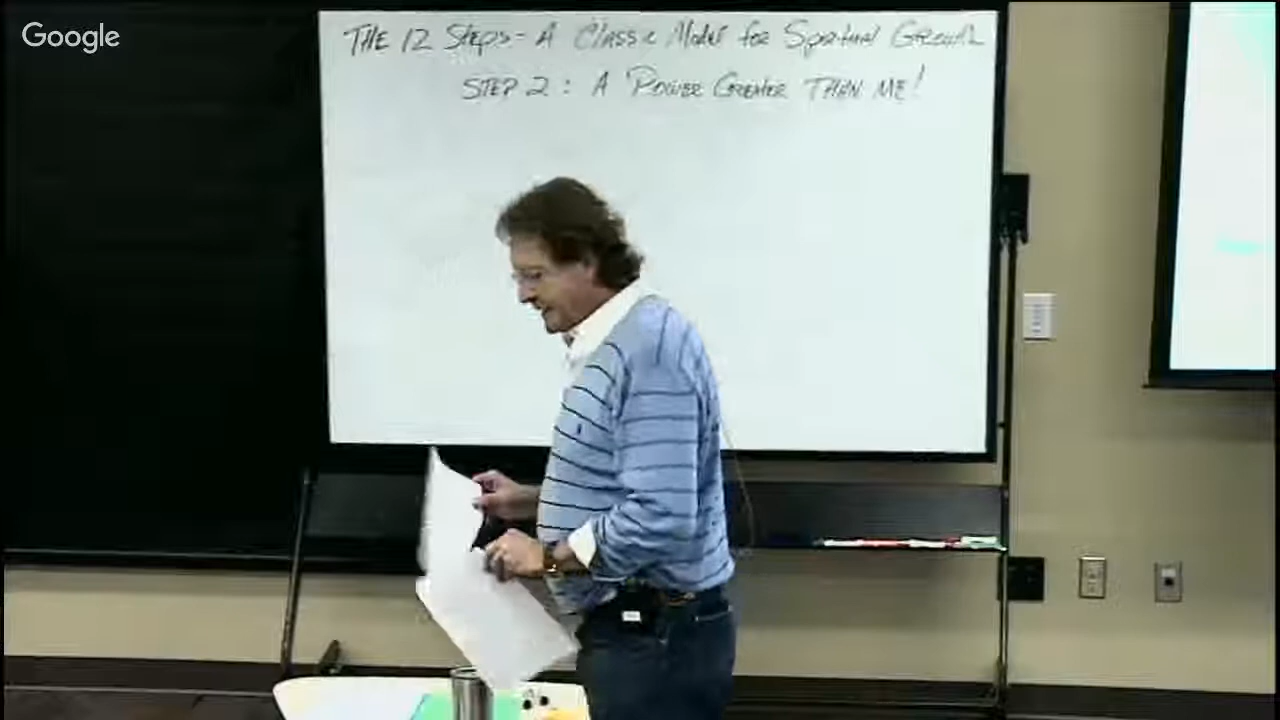 Google
THE 12 Steps - A Classic Model for Spiritual Growth
STEP 2: A POWER GREATER THAN ME!